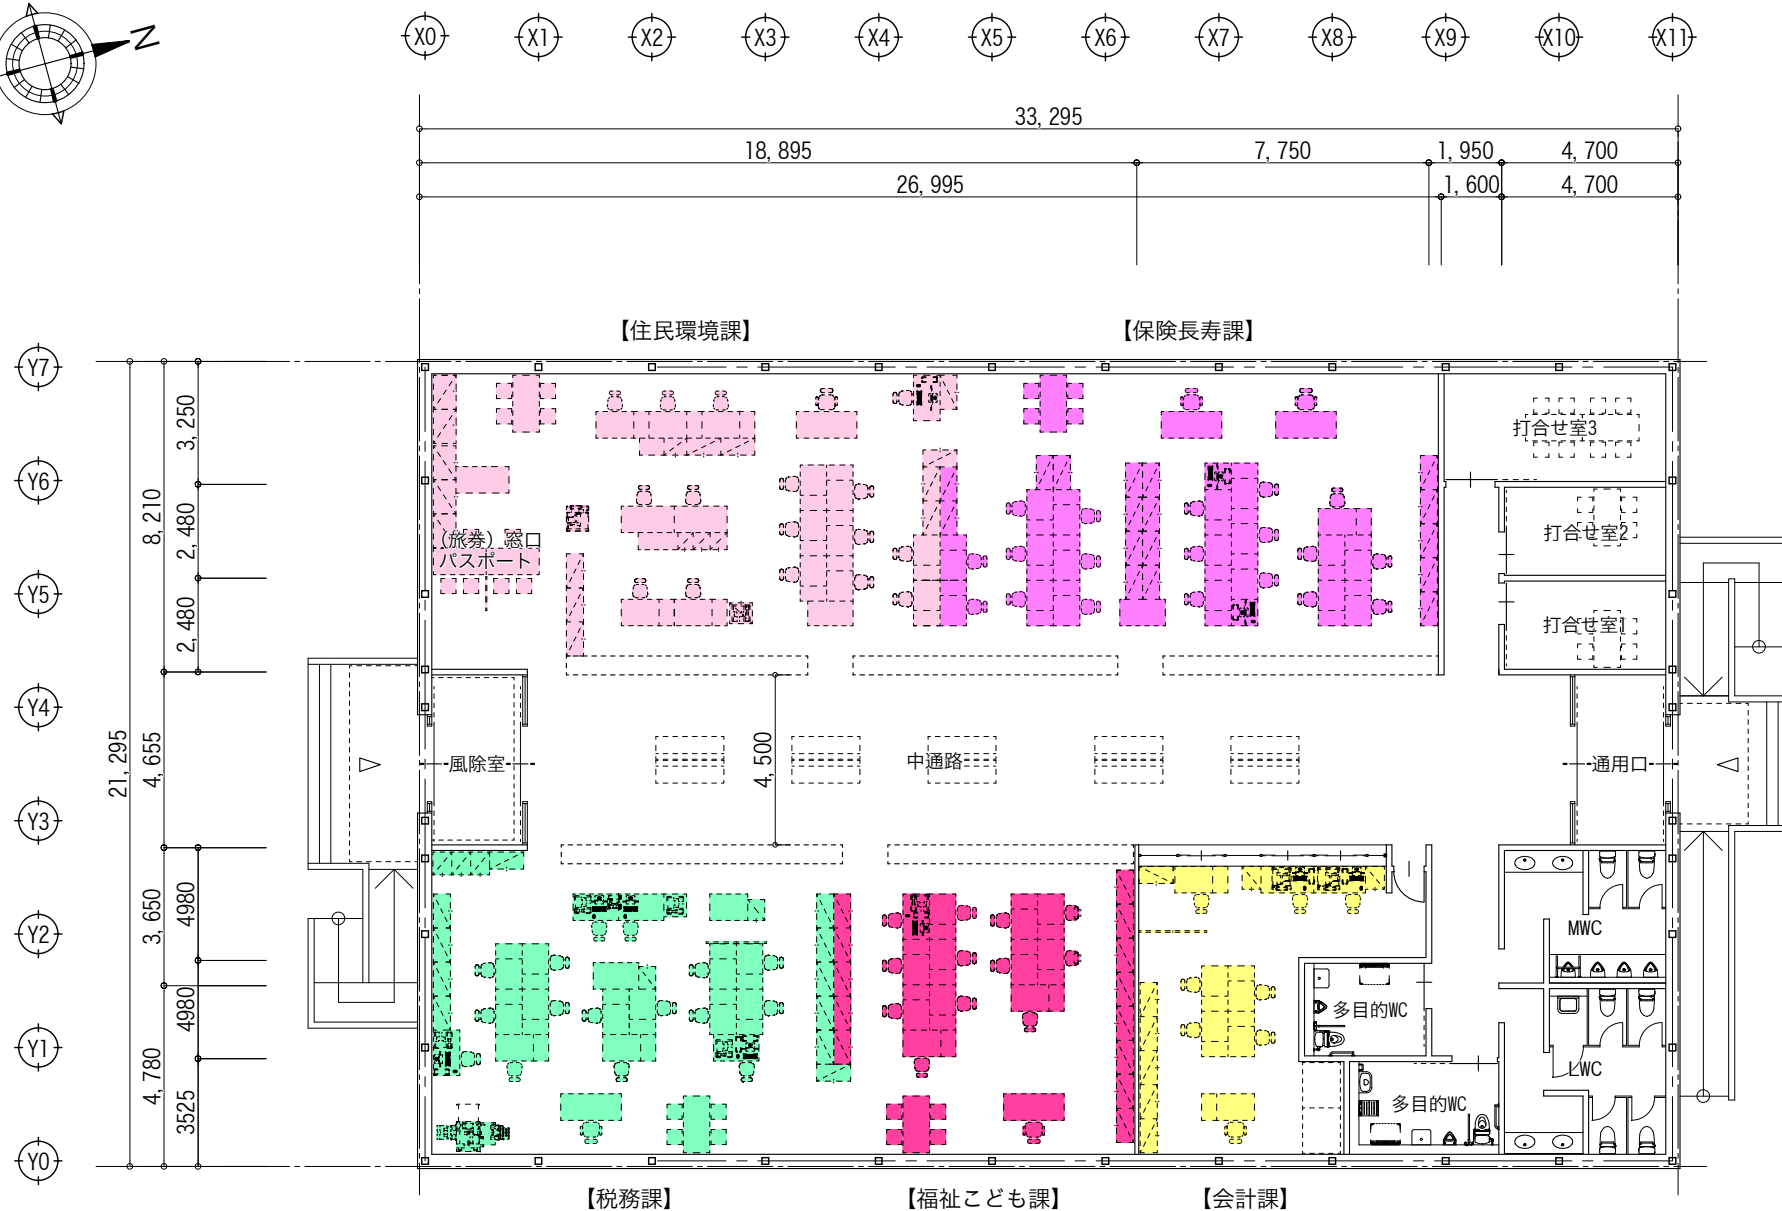 N
X0 X1 X2 X3 X4 X5 X6 X7 X8 X9 X10 X11
33,295
18,895 7,750 1,950 4,700
26,995 1,600 4,700
【住民環境課】 【保険長寿課】
Y7
Y6
Y5
Y4
Y3
Y2
Y1
Y0
21,295
8,210
4,655
3,650
4,780
3,250
2,480
2,480
4980
4980
3525
打合せ室3
打合せ室2
打合せ室1
(旅券)窓口
パスポート
風除室
4,500
中通路
通用口
MWC
多目的WC
LWC
多目的WC
【税務課】 【福祉こども課】 【会計課】